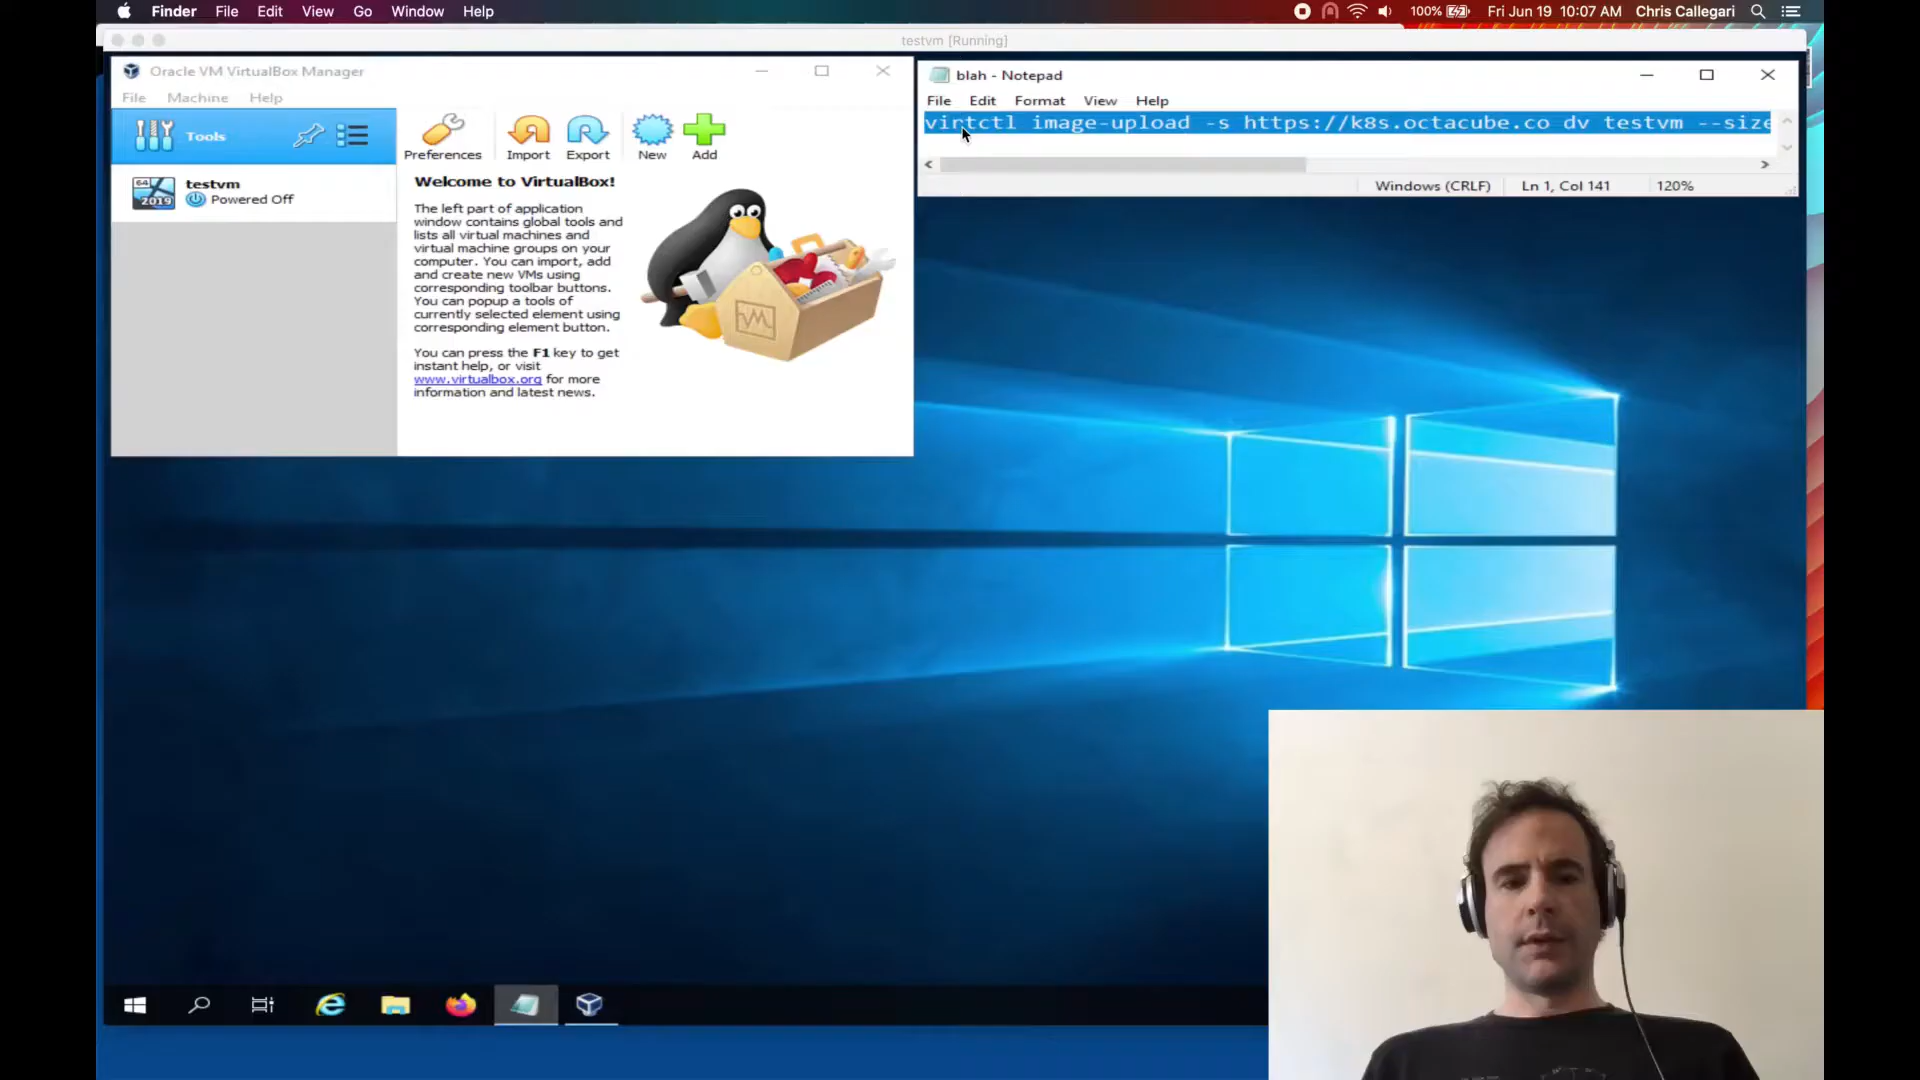 Finder File Edit View Go Window Help
100% Fri Jun 19 10:07 AM Chris Callegari
testvm [Running]
Oracle VM VirtualBox Manager
File Machine Help
Tools
Preferences Import Export New Add
64
2019
testvm
Powered Off
Welcome to VirtualBox!
The left part of application
window contains global tools and
lists all virtual machines and
virtual machine groups on your
computer. You can import, add
and create new VMs using
corresponding toolbar buttons.
You can popup a tools of
currently selected element using
corresponding element button.
You can press the F1 key to get
instant help, or visit
www.virtualbox.org for more
information and latest news.
blah - Notepad
File Edit Format View Help
virtctl image-upload -s https://k8s.octacube.co dv testvm --size
Windows (CRLF) Ln 1, Col 141 120%